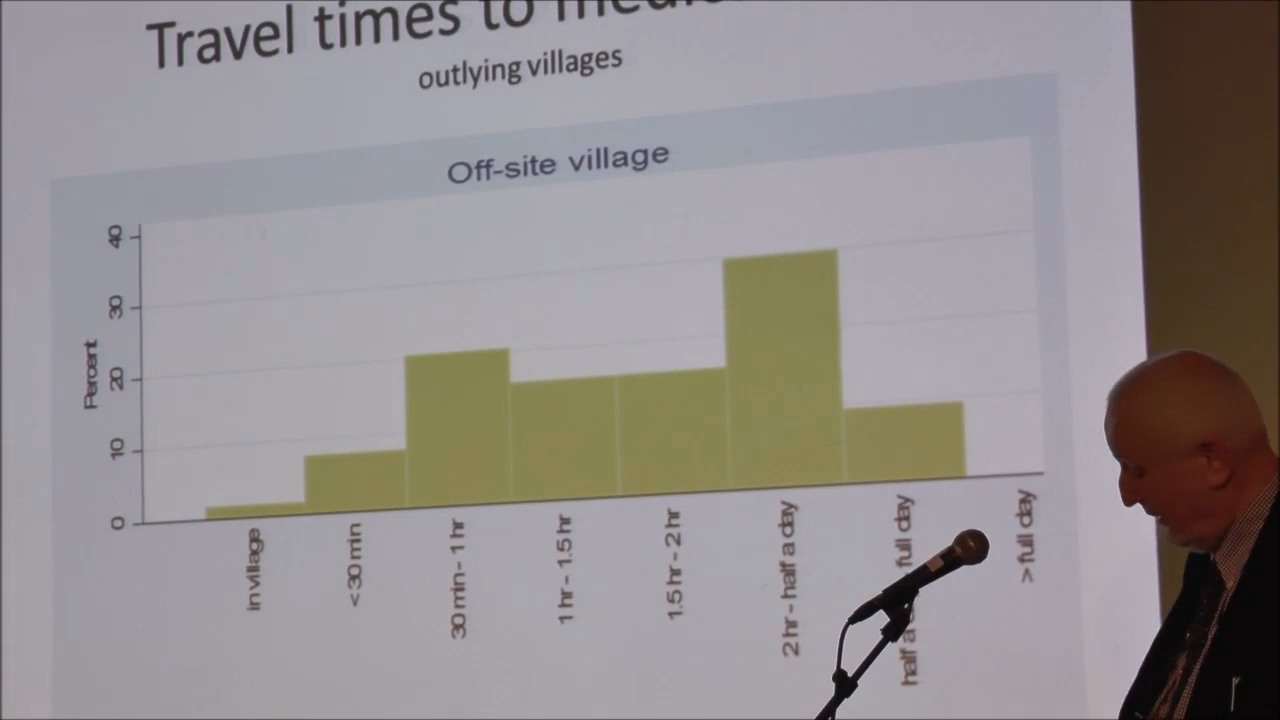 Travel times to
outlying villages
Off-site village
Percent
40
30
20
10
0
in village
< 30 min
30 min - 1 hr
1 hr - 1.5 hr
1.5 hr - 2 hr
2 hr - half a day
half a full day
> full day